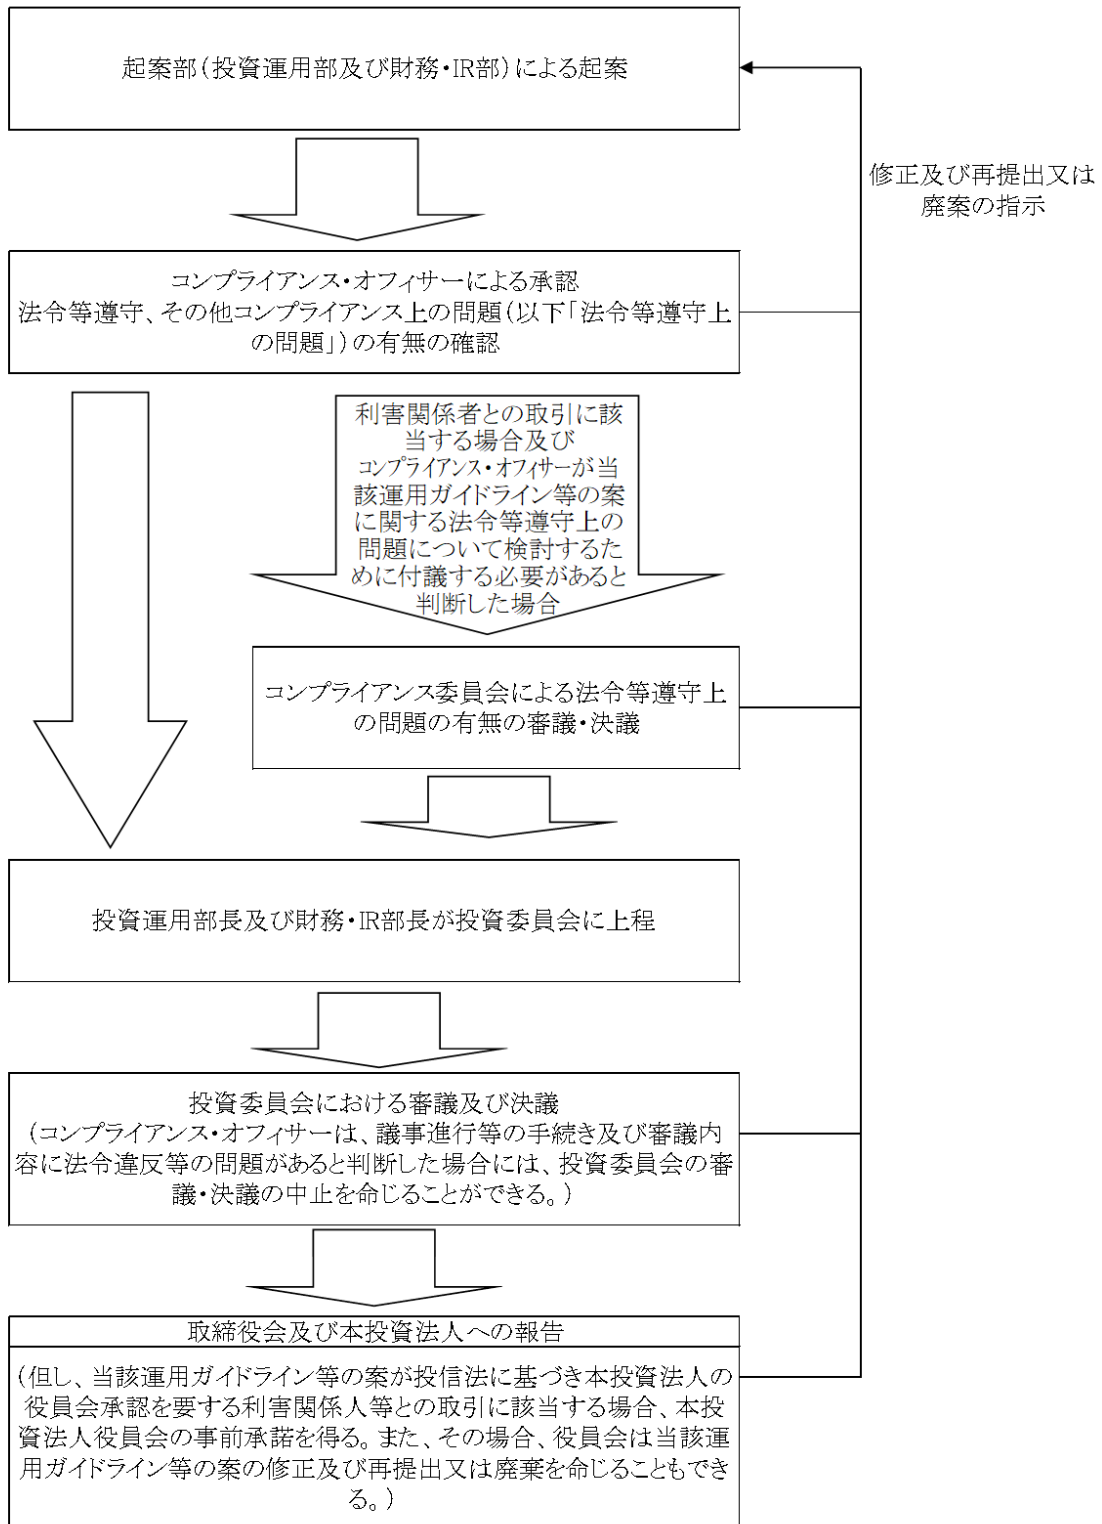 起案部（投資運用部及び財務・IR部）による起案
修正及び再提出又は
廃案の指示
コンプライアンス・オフィサーによる承認
法令等遵守、その他コンプライアンス上の問題（以下「法令等遵守上
の問題」）の有無の確認
利害関係者との取引に該
当する場合及び
コンプライアンス・オフィサーが当
該運用ガイドライン等の案
に関する法令等遵守上の
問題について検討するた
めに付議する必要があると
判断した場合
コンプライアンス委員会による法令等遵守上
の問題の有無の審議・決議
投資運用部長及び財務・IR部長が投資委員会に上程
投資委員会における審議及び決議
（コンプライアンス・オフィサーは、議事進行等の手続き及び審議内
容に法令違反等の問題があると判断した場合には、投資委員会の審
議・決議の中止を命じることができる。）
取締役会及び本投資法人への報告
（但し、当該運用ガイドライン等の案が投信法に基づき本投資法人の
役員会承認を要する利害関係人等との取引に該当する場合、本投
資法人役員会の事前承諾を得る。また、その場合、役員会は当該運
用ガイドライン等の案の修正及び再提出又は廃棄を命じることもでき
る。）